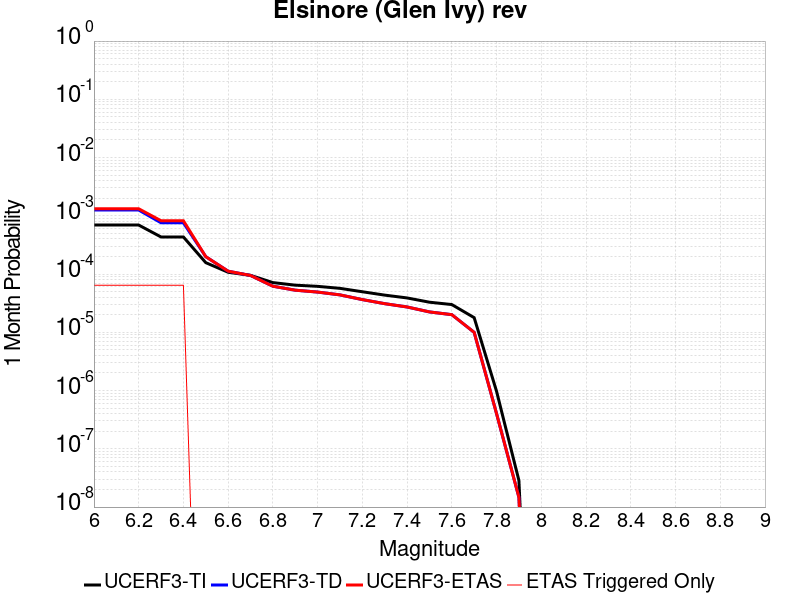 Elsinore (Glen Ivy) rev
10^0
10^-1
10^-2
10^-3
10^-4
10^-5
10^-6
10^-7
10^-8
1 Month Probability
6 6.2 6.4 6.6 6.8 7 7.2 7.4 7.6 7.8 8 8.2 8.4 8.6 8.8 9
Magnitude
UCERF3-TI UCERF3-TD UCERF3-ETAS ETAS Triggered Only